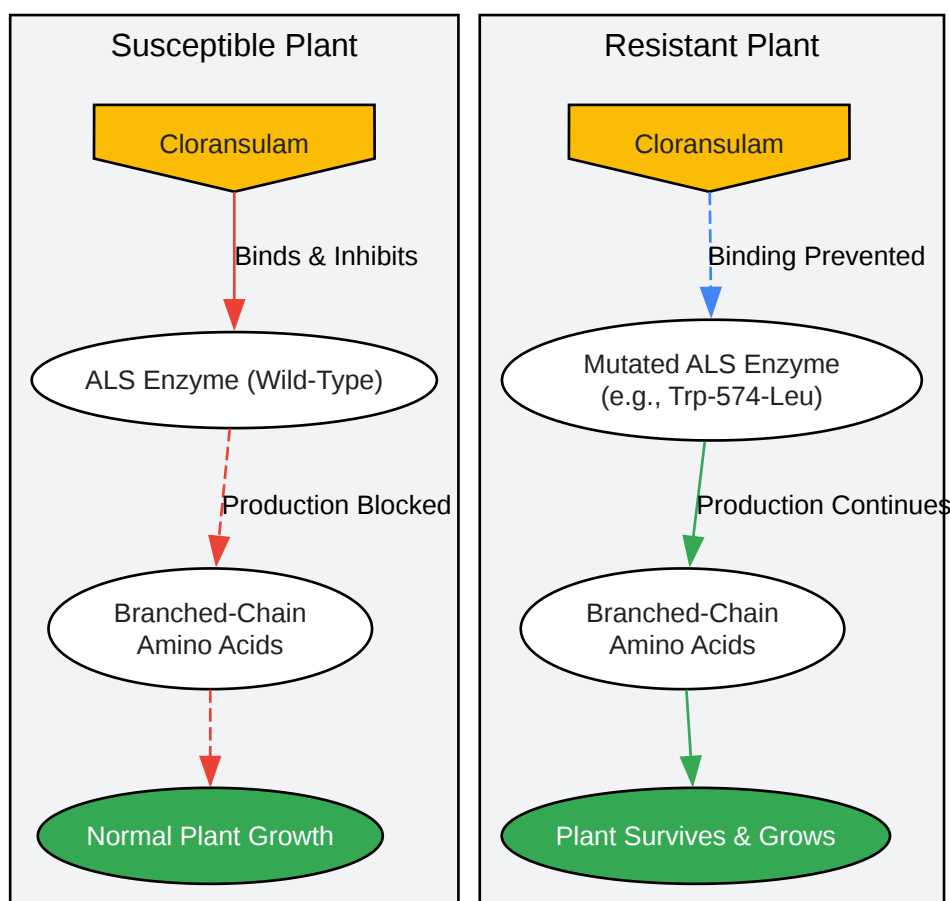 Susceptible Plant
Cloransulam
Binds & Inhibits
ALS Enzyme (Wild-Type)
Production Blocked
Branched-Chain
Amino Acids
Normal Plant Growth
Resistant Plant
Cloransulam
Binding Prevented
Mutated ALS Enzyme
(e.g., Trp-574-Leu)
Production Continues
Branched-Chain
Amino Acids
Plant Survives & Grows